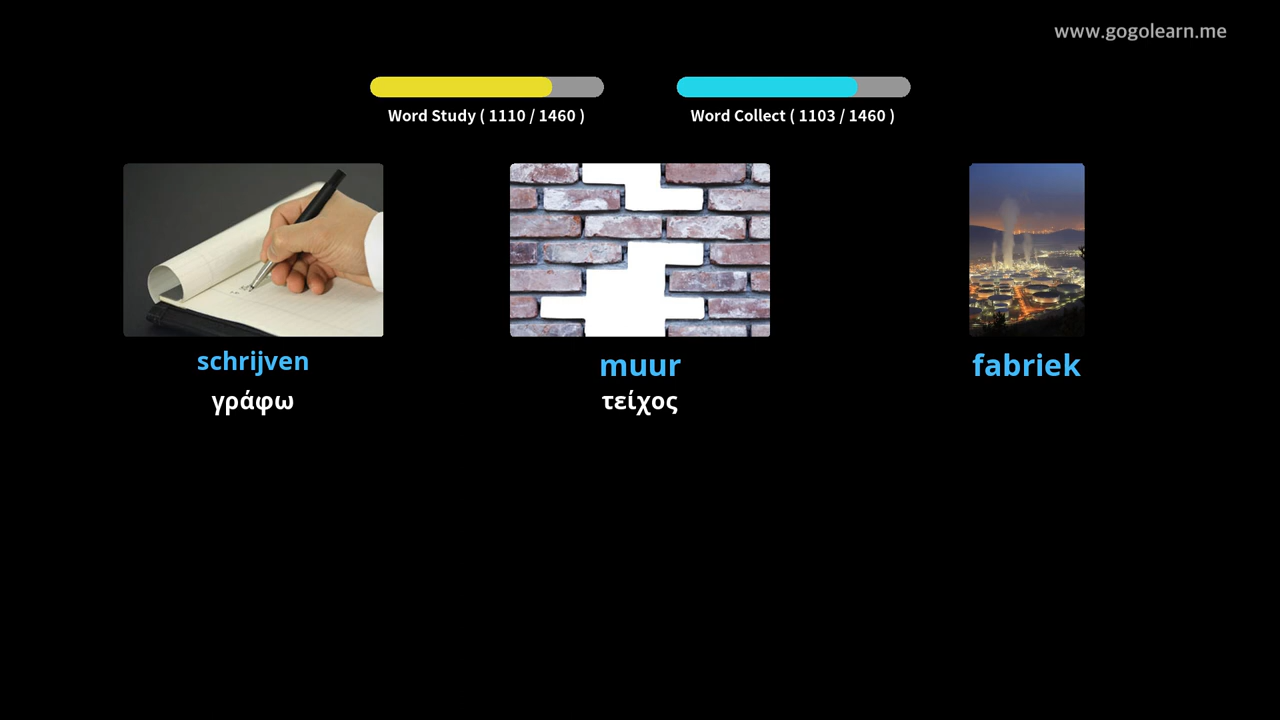 www.gogolearn.me
Word Study ( 1110 / 1460 )
Word Collect ( 1103 / 1460 )
schrijven
γράφω
muur
τείχος
fabriek